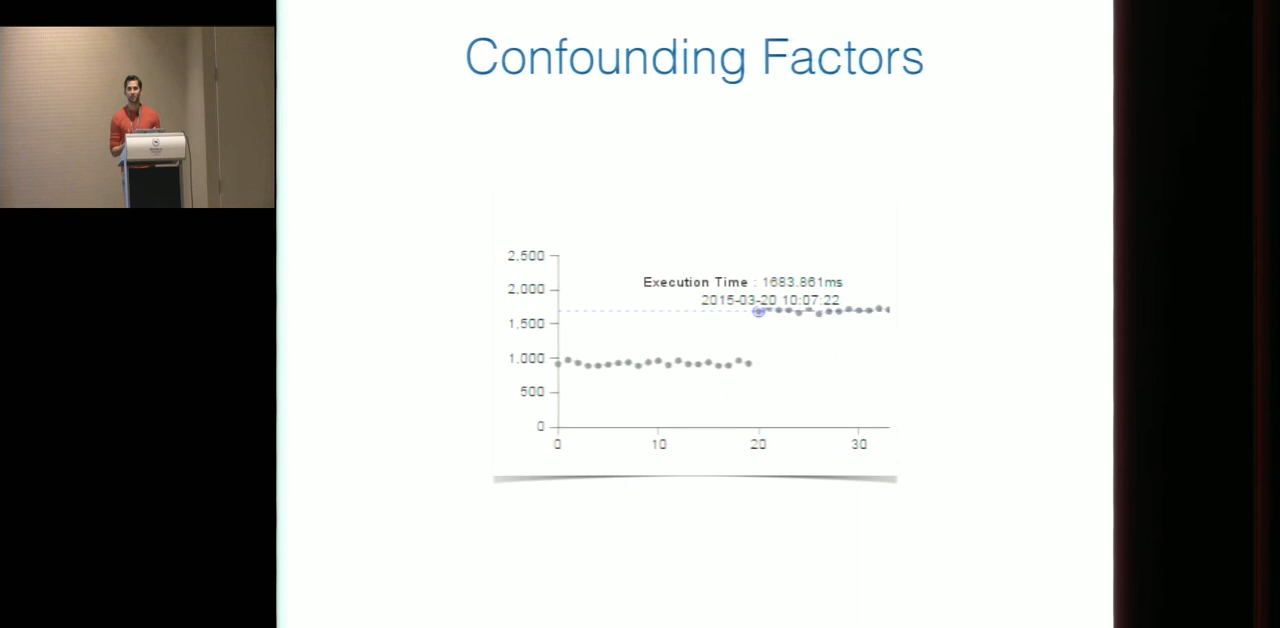 Confounding Factors
2,500
2,000
1,500
1,000
500
0
Execution Time : 1683.861ms
2015-03-20 10:07:22
0 10 20 30